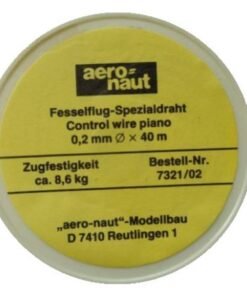 aero=
naut
Fesselflug-Spezialdraht
Control wire piano
0,2 mm Ø × 40 m
Zugfestigkeit
ca. 8,6 kg
Bestell-Nr.
7321/02
„aero-naut"-Modellbau
D 7410 Reutlingen 1